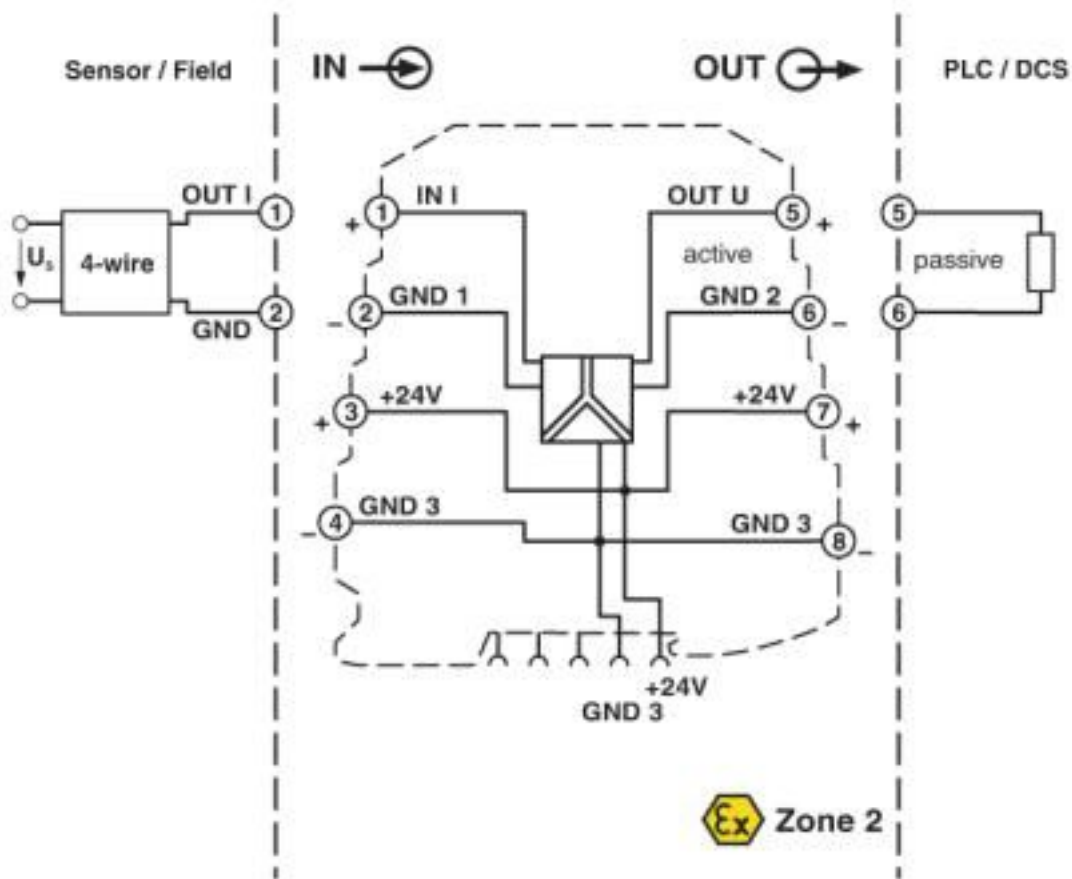 Sensor / Field
IN
OUT
PLC / DCS
OUT I
1
+
1
IN I
OUT U
5
+
5
Us
4-wire
active
passive
GND
2
–
2
GND 1
GND 2
6
–
6
+
3
+24V
+24V
7
+
–
4
GND 3
GND 3
8
–
+24V
GND 3
Ex
Zone 2